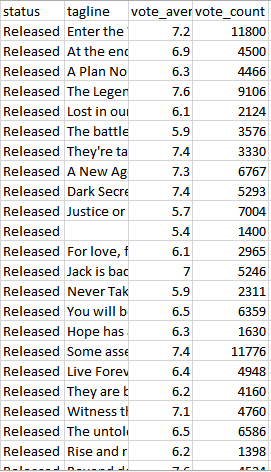 status tagline vote_aver vote_count
Released Enter the 7.2 11800
Released At the end 6.9 4500
Released A Plan No 6.3 4466
Released The Legen 7.6 9106
Released Lost in our 6.1 2124
Released The battle 5.9 3576
Released They're ta 7.4 3330
Released A New Ag 7.3 6767
Released Dark Secre 7.4 5293
Released Justice or 5.7 7004
Released 5.4 1400
Released For love, f 6.1 2965
Released Jack is bac 7 5246
Released Never Tak 5.9 2311
Released You will b 6.5 6359
Released Hope has 6.3 1630
Released Some asse 7.4 11776
Released Live Forev 6.4 4948
Released They are b 6.2 4160
Released Witness th 7.1 4760
Released The untol 6.5 6586
Released Rise and r 6.2 1398